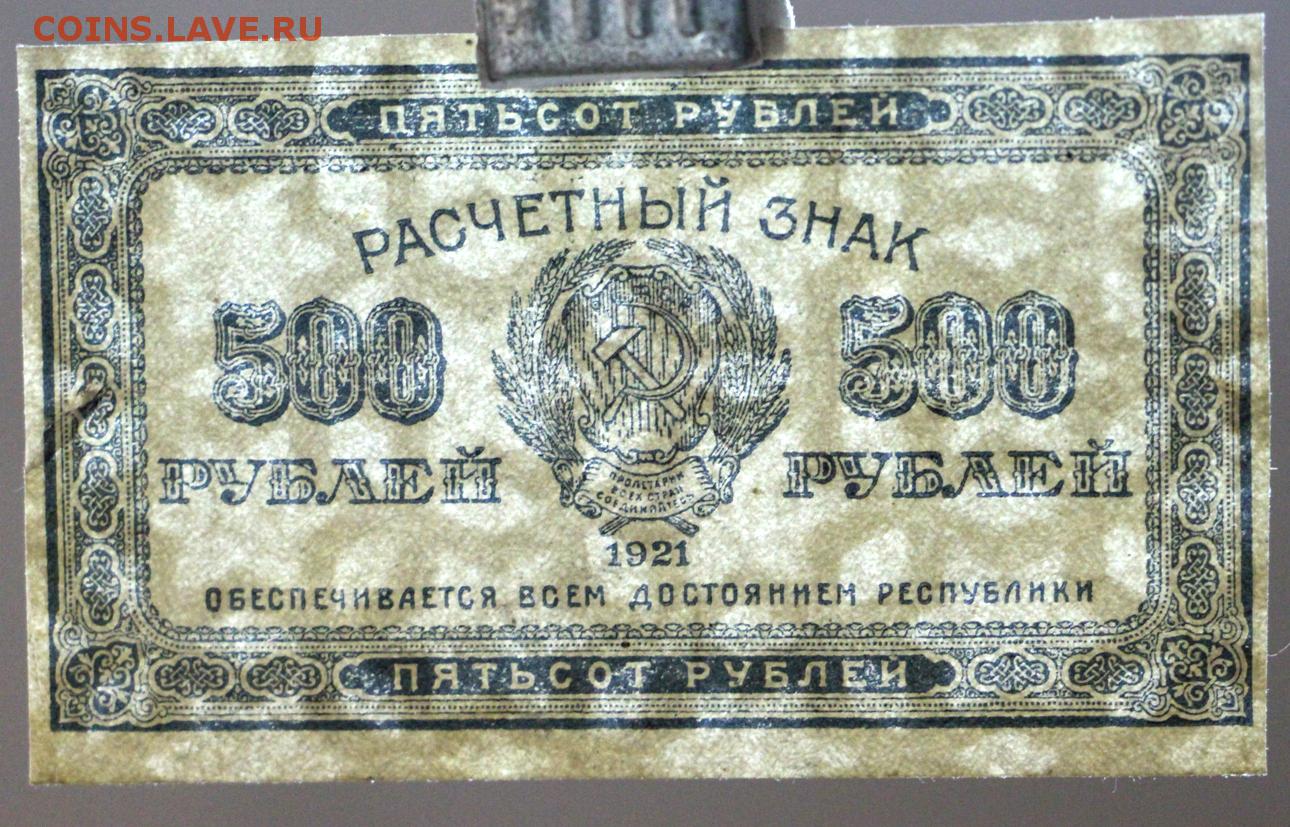 COINS.LAVE.RU
ПЯТЬСОТ РУБЛЕЙ
РАСЧЕТНЫЙ ЗНАК
500 500
РУБЛЕЙ РУБЛЕЙ
ПРОЛЕТАРИИ
ВСЕХ СТРАН
СОЕДИНЯЙТЕСЬ
1921
ОБЕСПЕЧИВАЕТСЯ ВСЕМ ДОСТОЯНИЕМ РЕСПУБЛИКИ
ПЯТЬСОТ РУБЛЕЙ